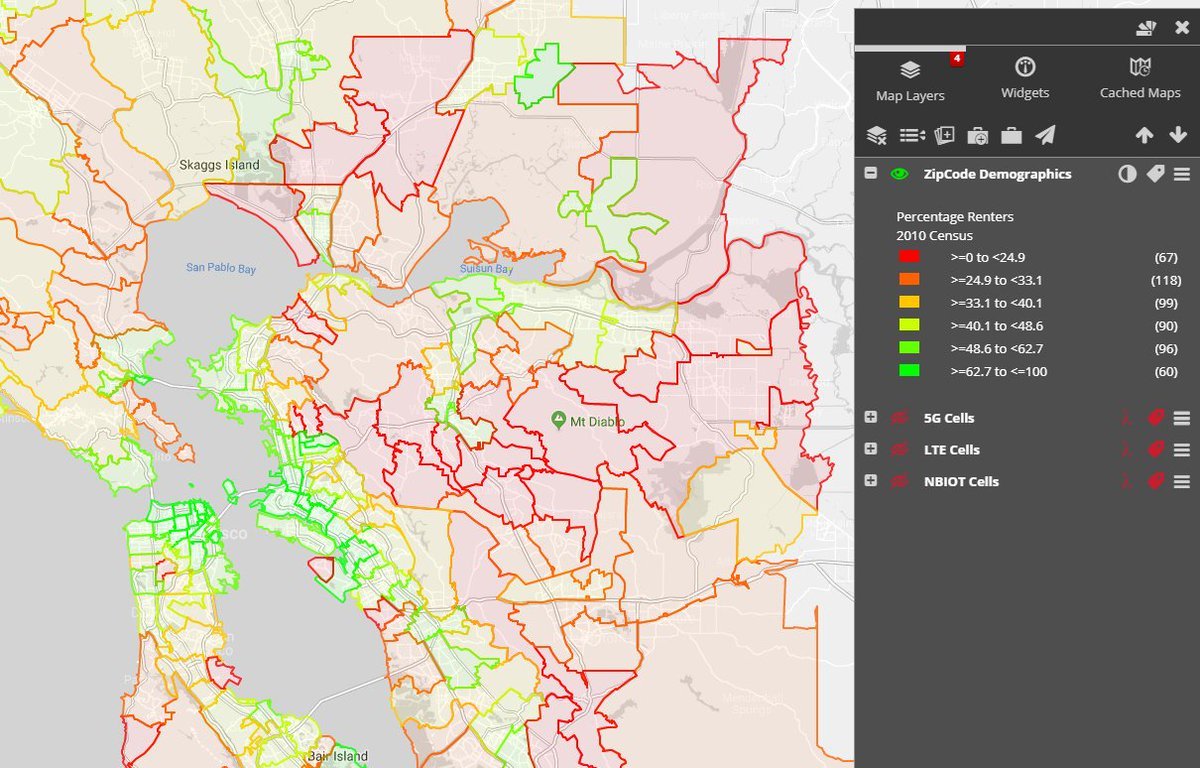 4
Map Layers
Widgets
Cached Maps
ZipCode Demographics
Percentage Renters
2010 Census
>=0 to <24.9 (67)
>=24.9 to <33.1 (118)
>=33.1 to <40.1 (99)
>=40.1 to <48.6 (90)
>=48.6 to <62.7 (96)
>=62.7 to <=100 (60)
5G Cells
LTE Cells
NBIOT Cells
Skaggs Island
San Pablo Bay
Suisun Bay
Mt Diablo
Mendenhall
Springs
Bair Island